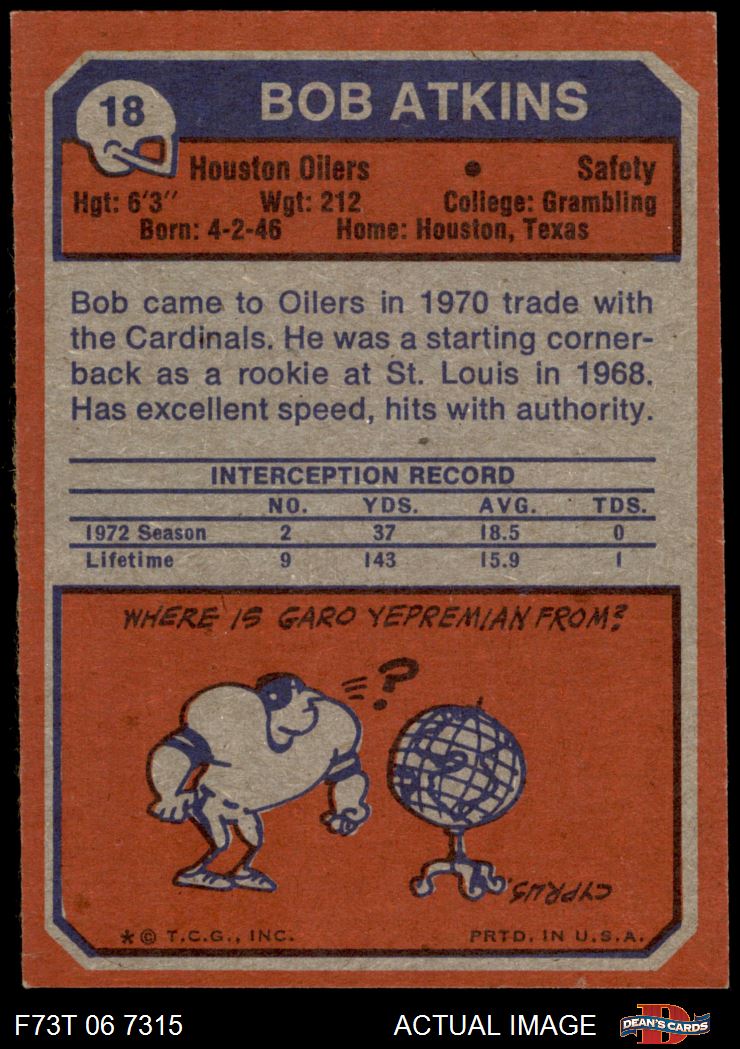 18
BOB ATKINS
Houston Oilers • Safety
Hgt: 6'3" Wgt: 212 College: Grambling
Born: 4-2-46 Home: Houston, Texas
Bob came to Oilers in 1970 trade with
the Cardinals. He was a starting corner-
back as a rookie at St. Louis in 1968.
Has excellent speed, hits with authority.
INTERCEPTION RECORD
NO. YDS. AVG. TDS.
1972 Season 2 37 18.5 0
Lifetime 9 143 15.9 1
WHERE IS GARO YEPREMIAN FROM?
?
CYPRUS.
* © T.C.G., INC. PRTD. IN U.S.A.
F73T 06 7315 ACTUAL IMAGE D DEAN'S CARDS